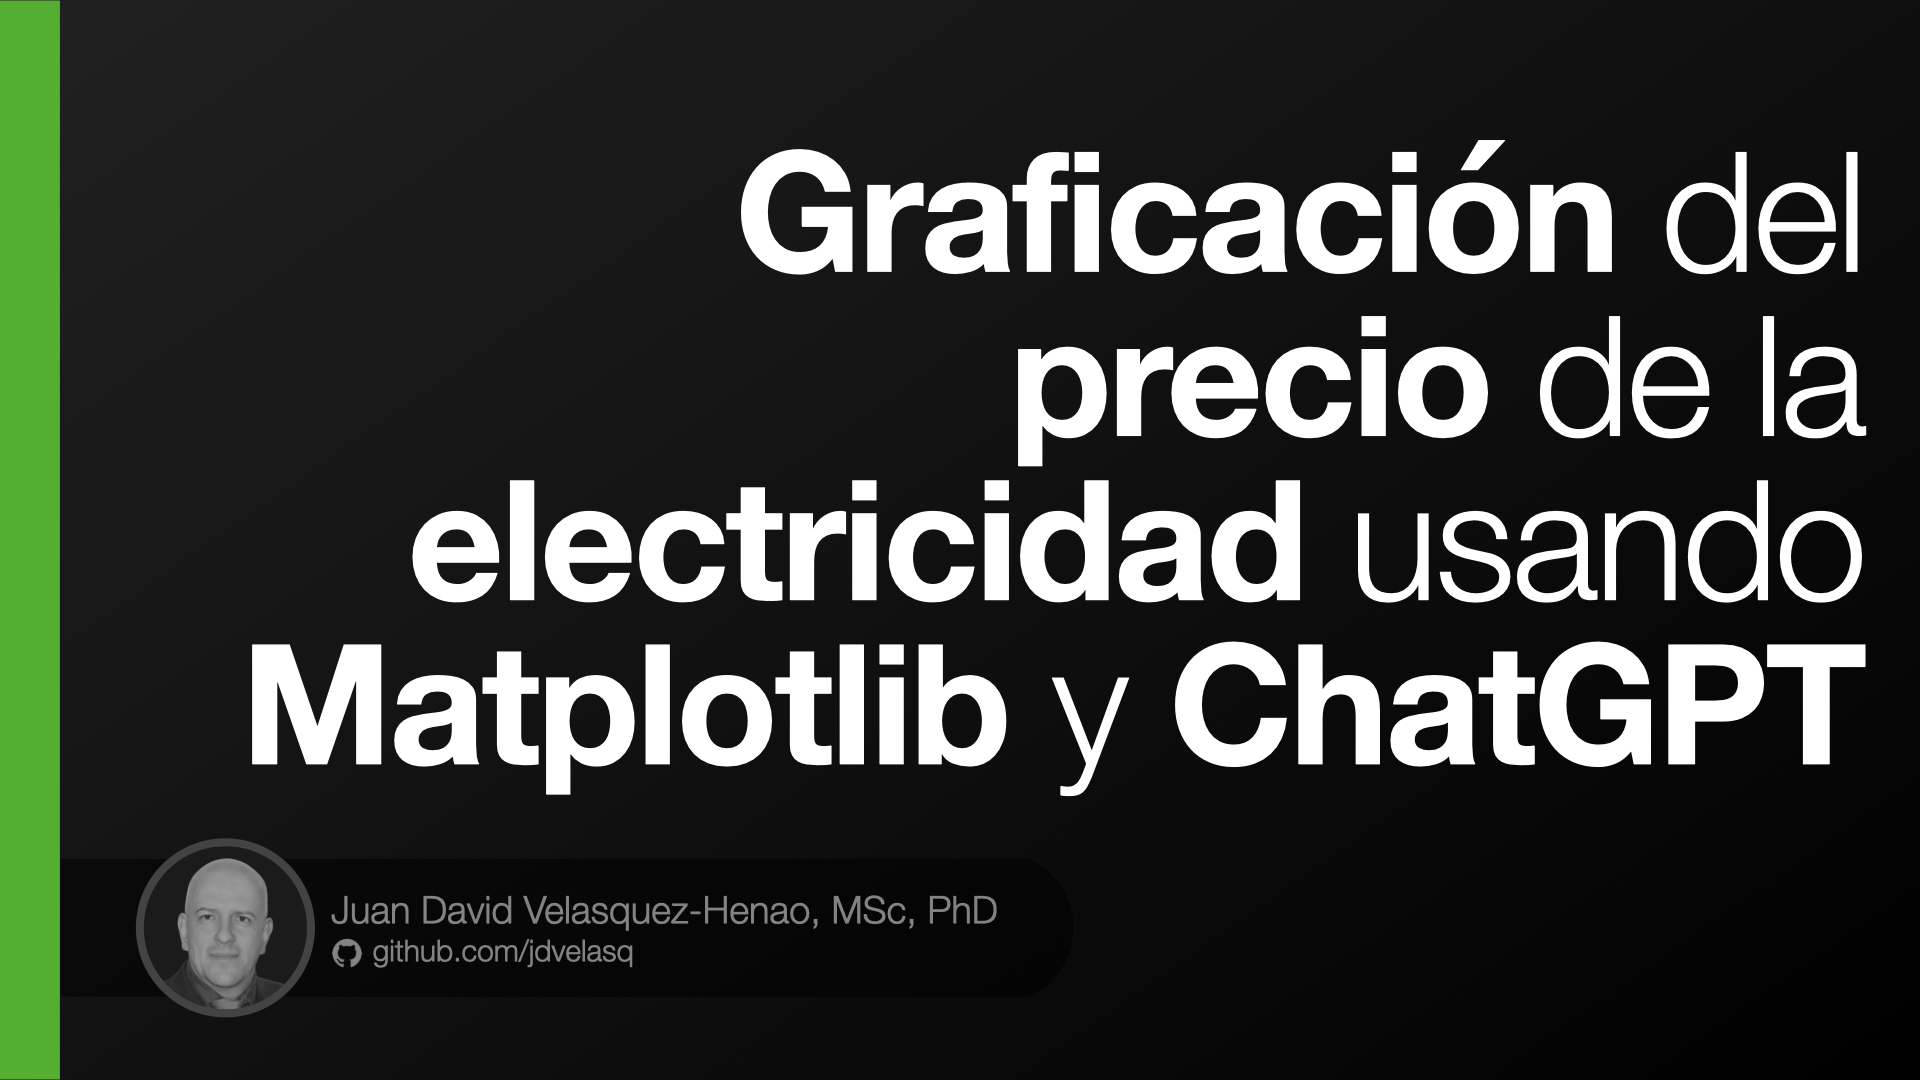 Graficación del
precio de la
electricidad usando
Matplotlib y ChatGPT
Juan David Velasquez-Henao, MSc, PhD
github.com/jdvelasq